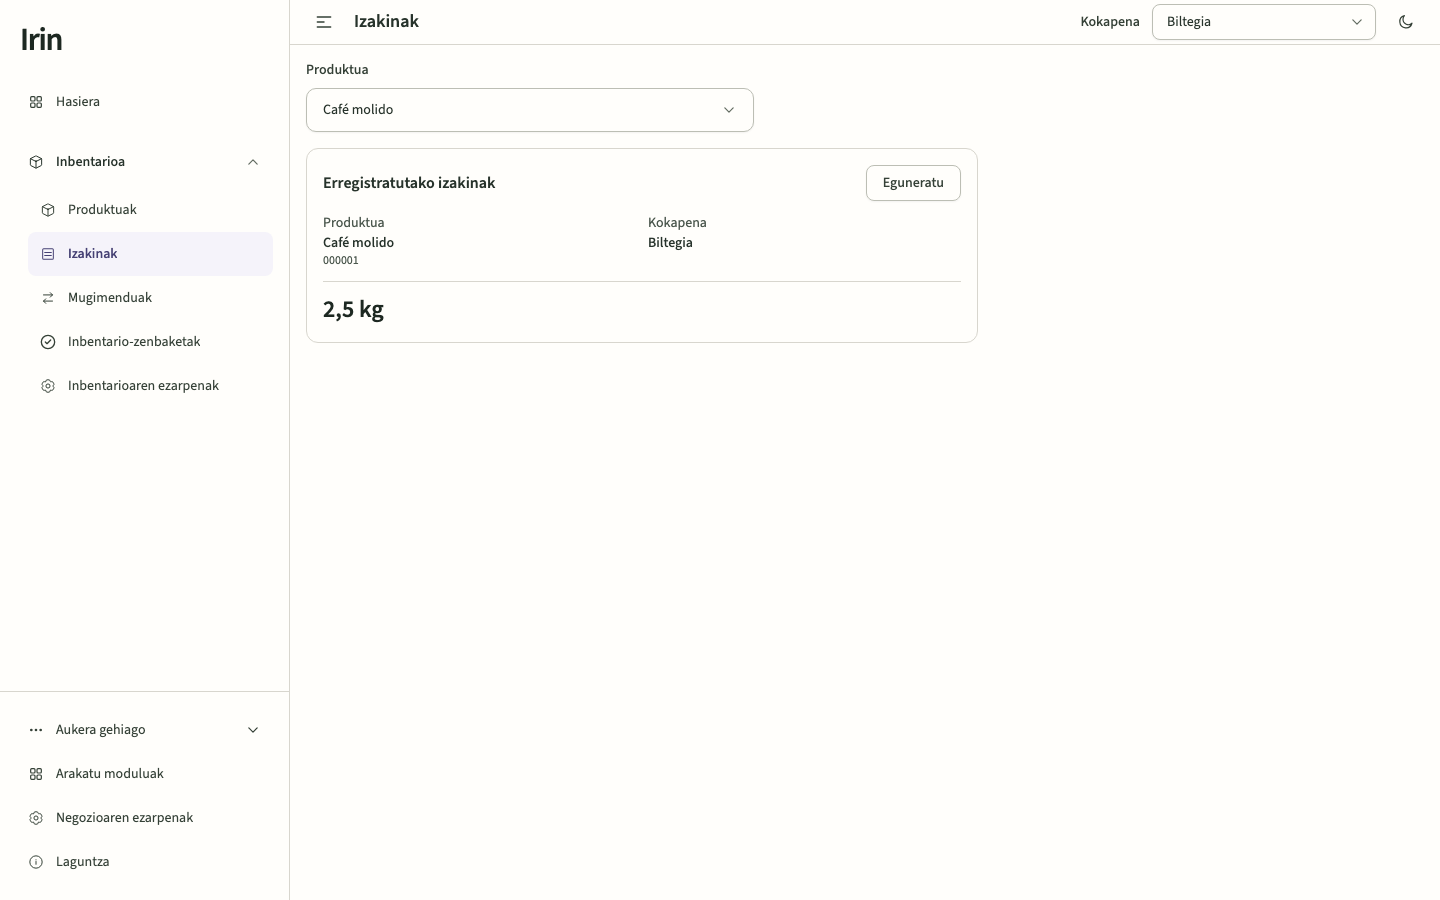 Irin
Hasiera
Inbentarioa
Produktuak
Izakinak
Mugimenduak
Inbentario-zenbaketak
Inbentarioaren ezarpenak
Aukera gehiago
Arakatu moduluak
Negozioaren ezarpenak
Laguntza
Izakinak
Kokapena
Biltegia
Produktua
Café molido
Erregistratutako izakinak
Eguneratu
Produktua
Café molido
000001
Kokapena
Biltegia
2,5 kg